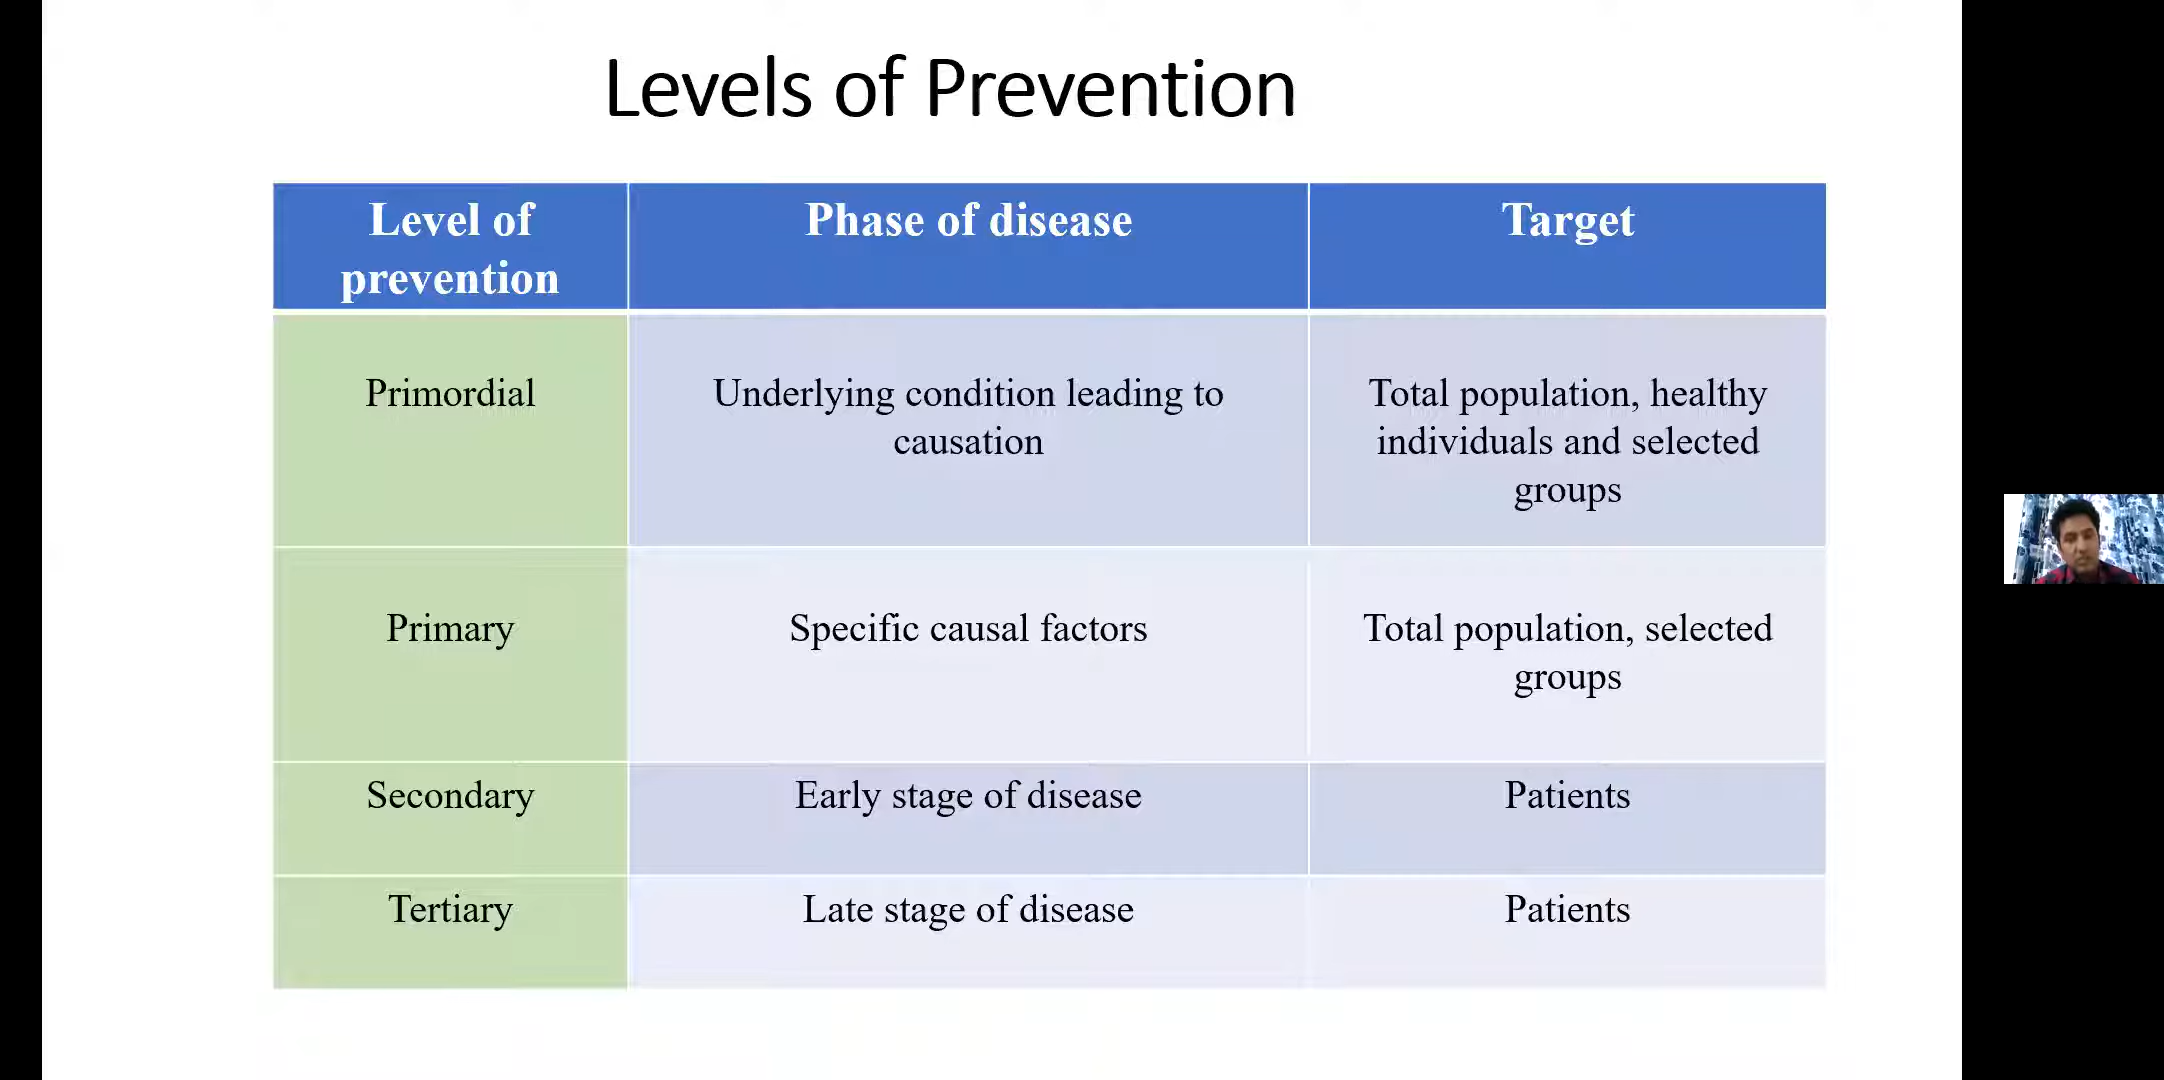 Levels of Prevention
Level of
prevention
Phase of disease
Target
Primordial
Underlying condition leading to
causation
Total population, healthy
individuals and selected
groups
Primary
Specific causal factors
Total population, selected
groups
Secondary
Early stage of disease
Patients
Tertiary
Late stage of disease
Patients